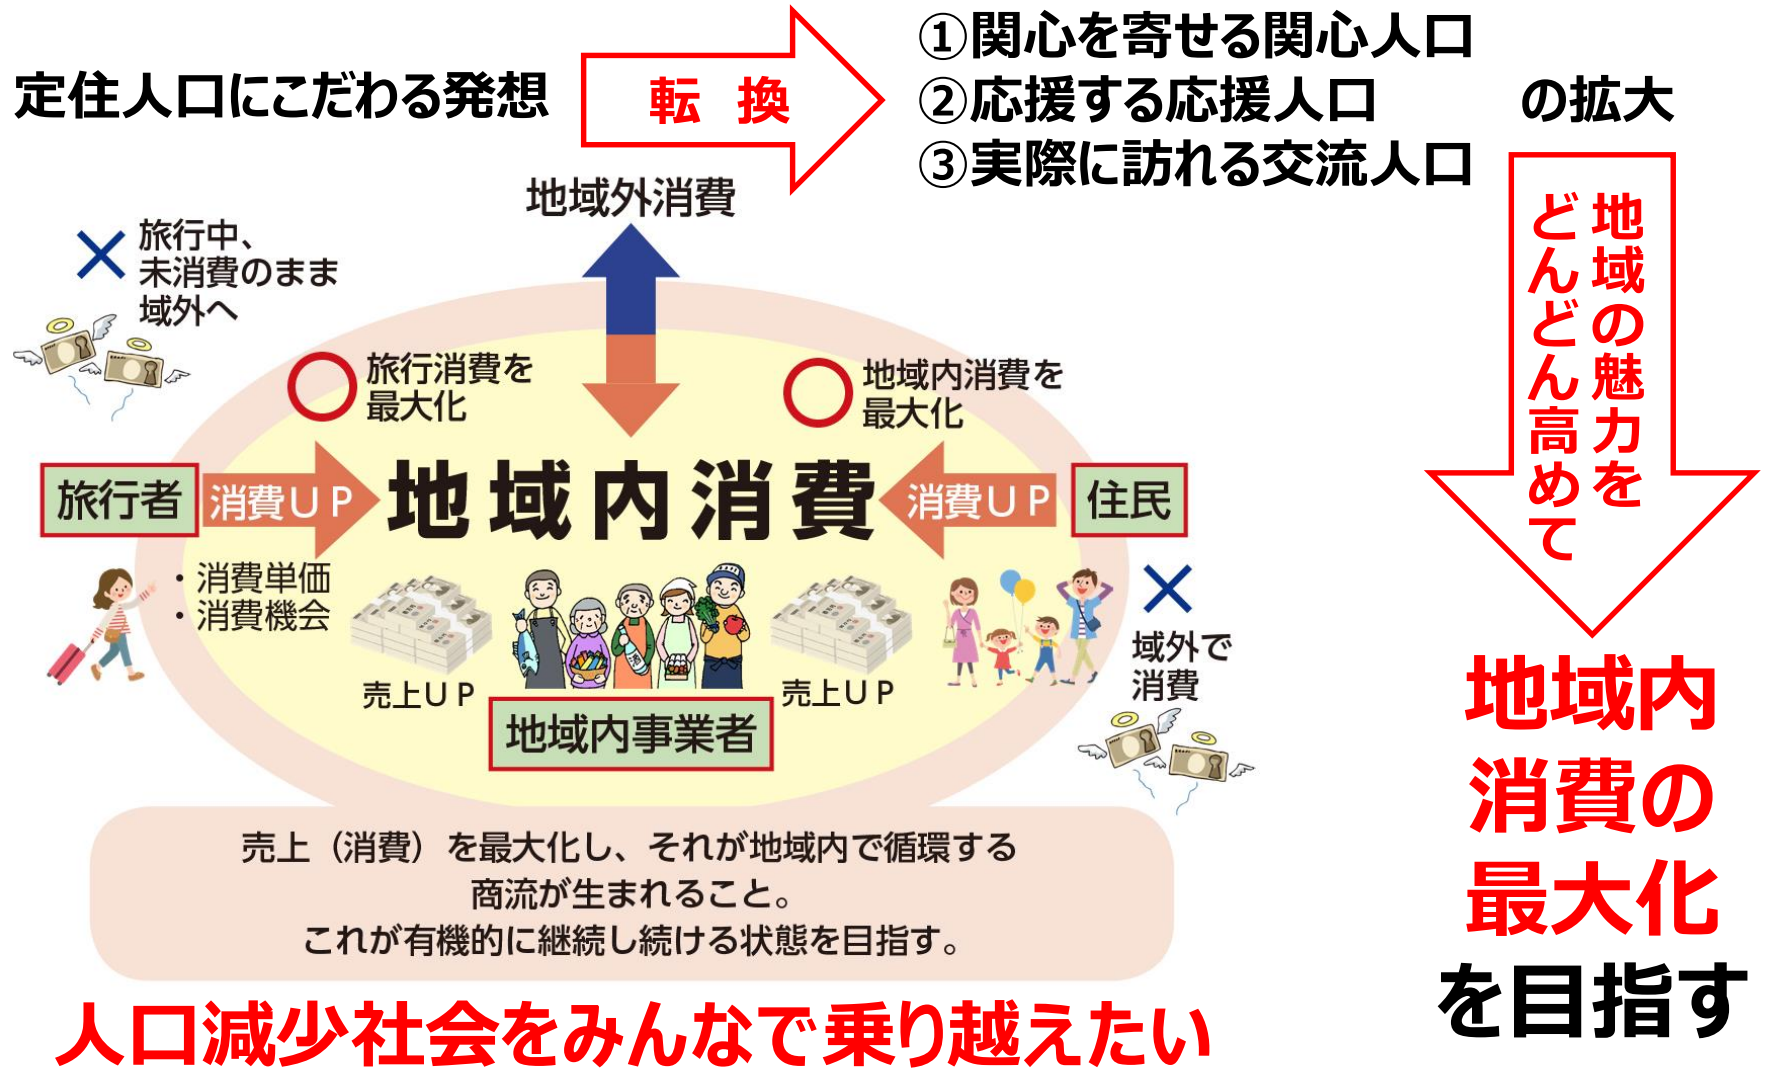 定住人口にこだわる発想
転 換
①関心を寄せる関心人口
②応援する応援人口
③実際に訪れる交流人口
の拡大
地域の魅力を
どんどん高めて
地域内
消費の
最大化
を目指す
地域外消費
旅行中、
未消費のまま
域外へ
旅行消費を
最大化
地域内消費を
最大化
旅行者
消費UP
地域内消費
消費UP
住民
・消費単価
・消費機会
売上UP
売上UP
域外で
消費
地域内事業者
売上（消費）を最大化し、それが地域内で循環する
商流が生まれること。
これが有機的に継続し続ける状態を目指す。
人口減少社会をみんなで乗り越えたい